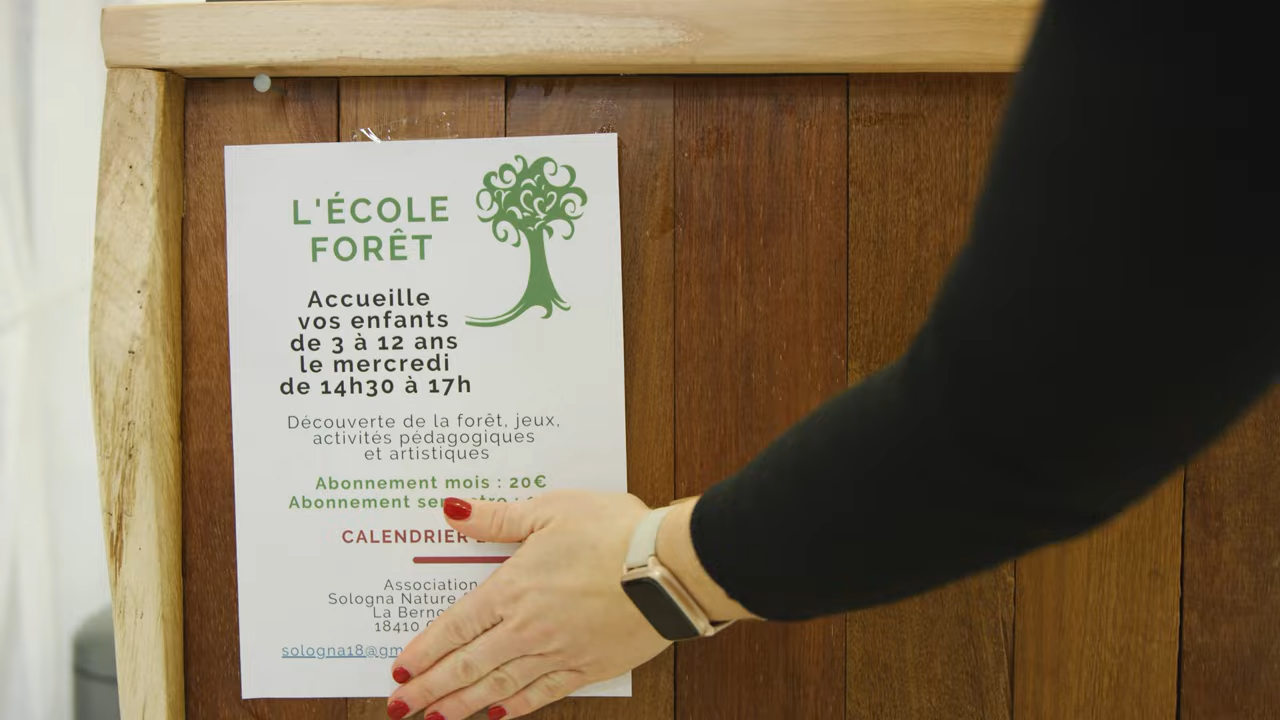 L'ÉCOLE
FORÊT
Accueille
vos enfants
de 3 à 12 ans
le mercredi
de 14h30 à 17h
Découverte de la forêt, jeux,
activités pédagogiques
et artistiques
Abonnement mois : 20€
Abonnement :
CALENDRIER
Association
Sologna Nature
La
18410